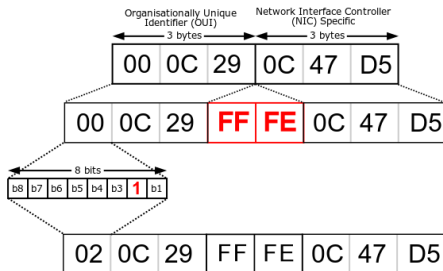 Organisationally Unique Identifier (OUI)
Network Interface Controller (NIC) Specific
3 bytes 3 bytes
00 0C 29 0C 47 D5
00 0C 29 FF FE 0C 47 D5
8 bits
b8 b7 b6 b5 b4 b3 1 b1
02 0C 29 FF FE 0C 47 D5